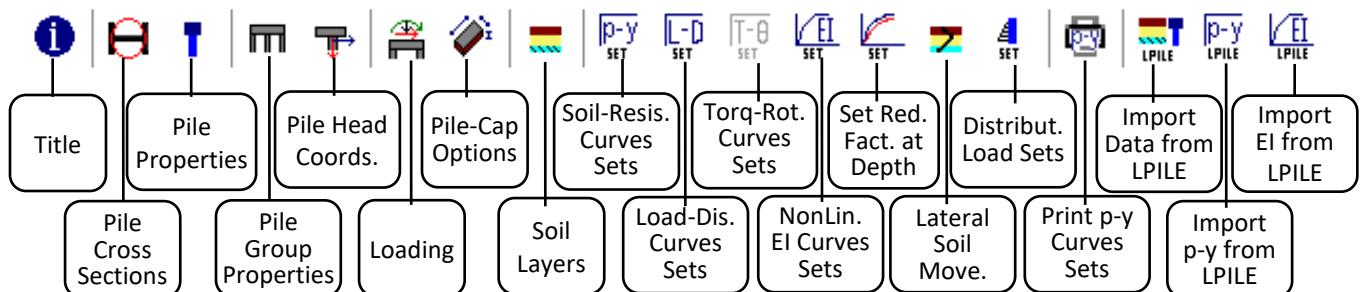 i
p-y
SET
L-D
SET
T-θ
SET
EI
SET
SET
SET
p-y
LPILE
p-y
LPILE
EI
LPILE
Title
Pile
Properties
Pile Head
Coords.
Pile-Cap
Options
Soil-Resis.
Curves
Sets
Torq-Rot.
Curves
Sets
Set Red.
Fact. at
Depth
Distribut.
Load Sets
Import
Data from
LPILE
Import
EI from
LPILE
Pile
Cross
Sections
Pile
Group
Properties
Loading
Soil
Layers
Load-Dis.
Curves
Sets
NonLin.
EI Curves
Sets
Lateral
Soil
Move.
Print p-y
Curves
Sets
Import
p-y from
LPILE